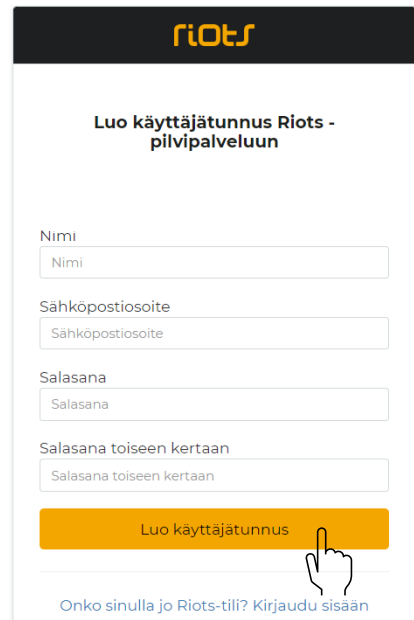 riots
Luo käyttäjätunnus Riots -
pilvipalveluun
Nimi
Nimi
Sähköpostiosoite
Sähköpostiosoite
Salasana
Salasana
Salasana toiseen kertaan
Salasana toiseen kertaan
Luo käyttäjätunnus
Onko sinulla jo Riots-tili? Kirjaudu sisään